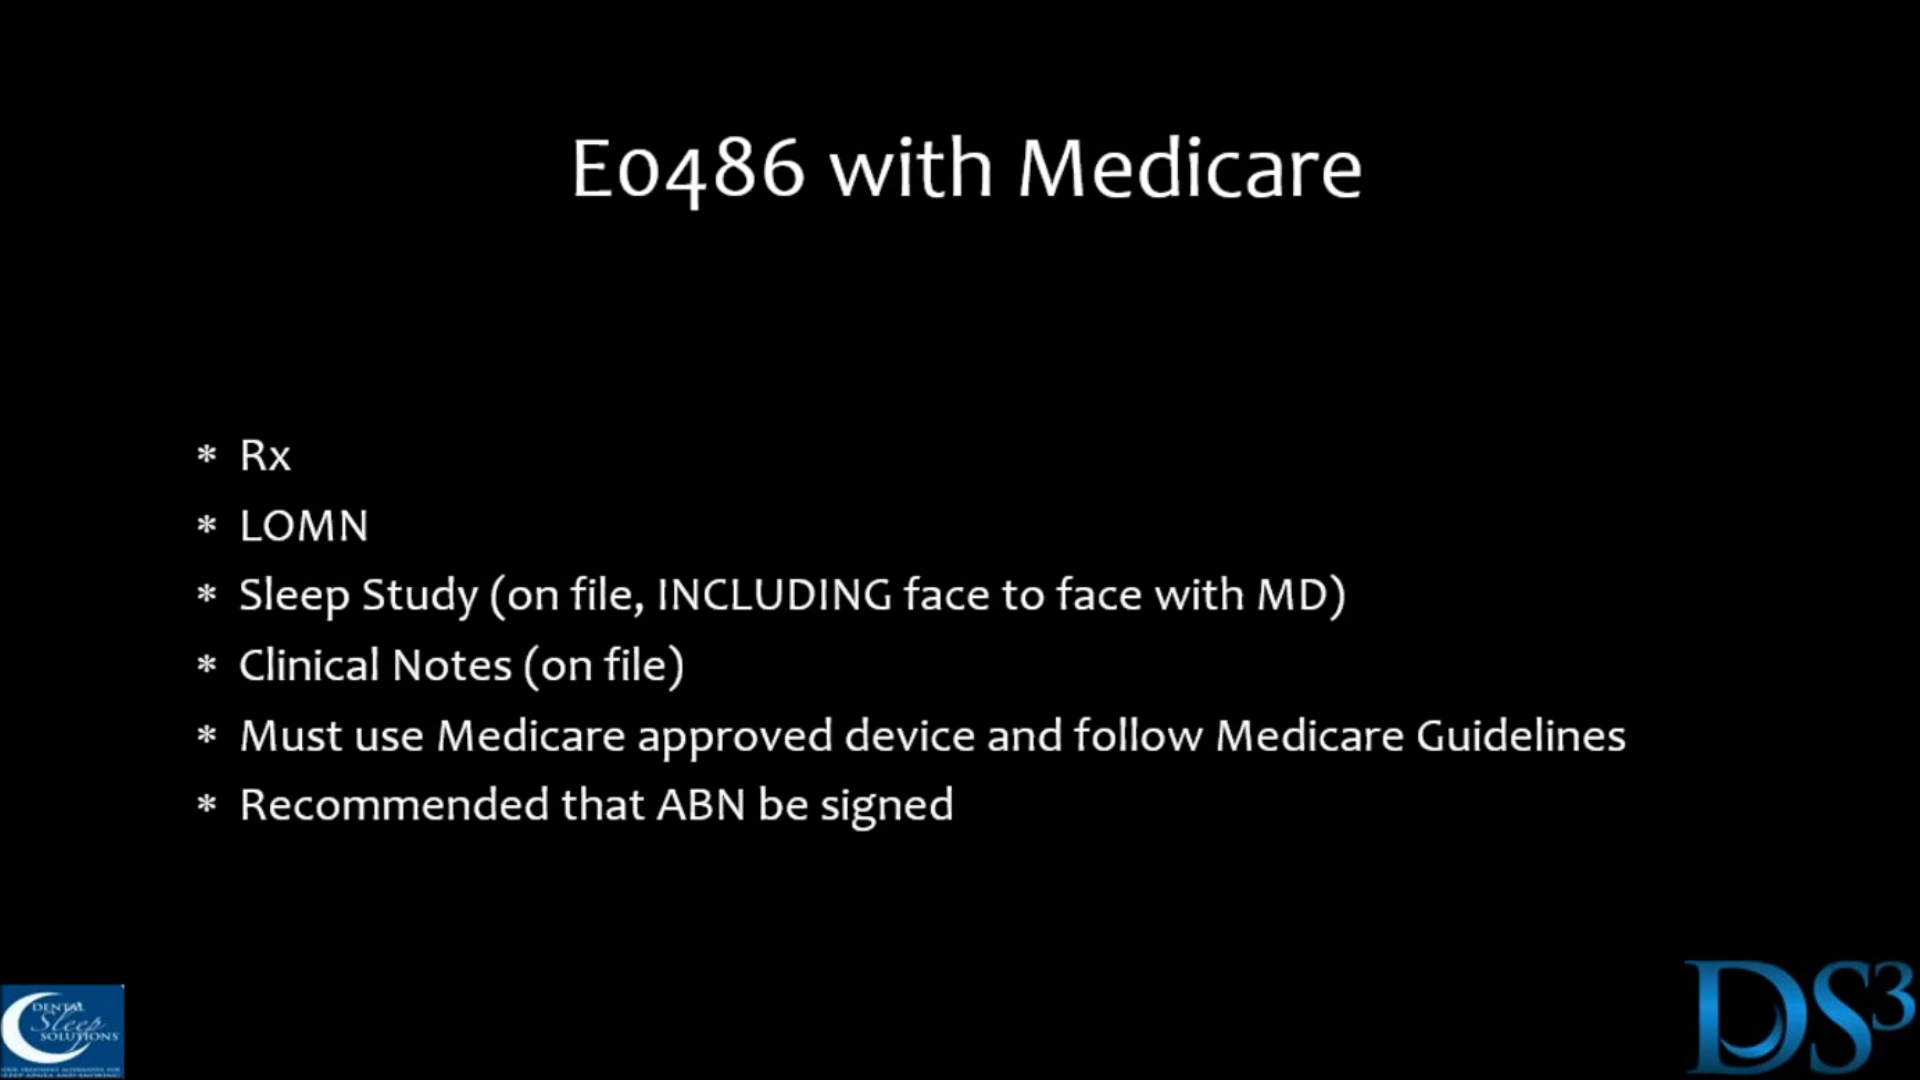 E0486 with Medicare
* Rx
* LOMN
* Sleep Study (on file, INCLUDING face to face with MD)
* Clinical Notes (on file)
* Must use Medicare approved device and follow Medicare Guidelines
* Recommended that ABN be signed
DENTAL
Sleep
SOLUTIONS
DS3